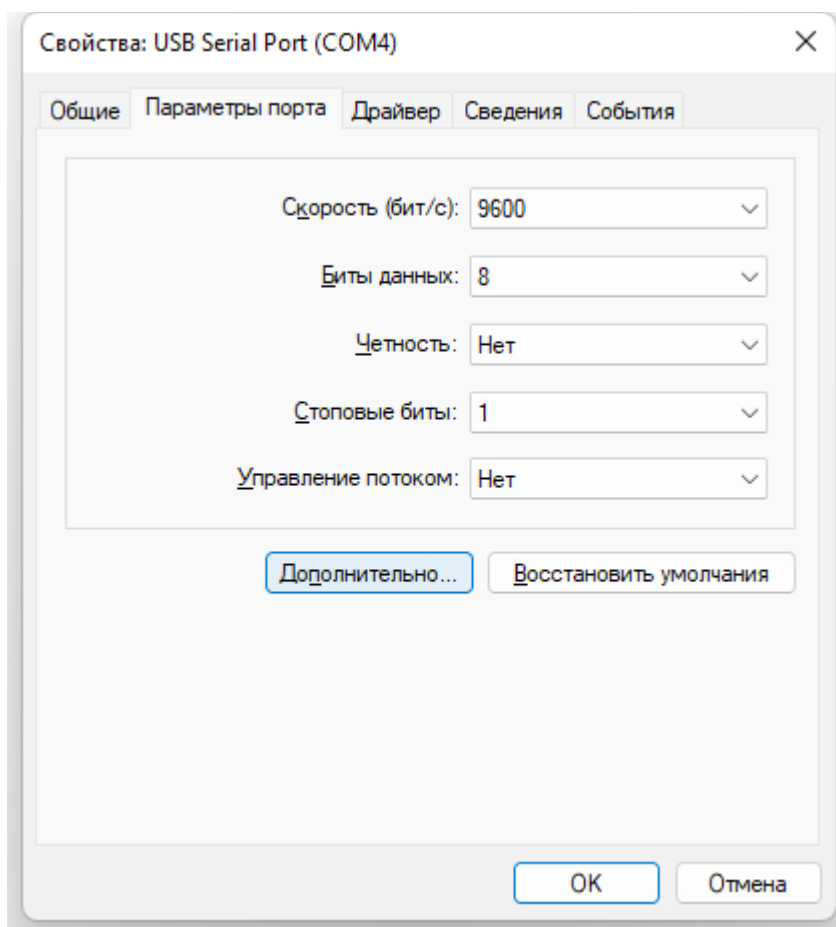 Свойства: USB Serial Port (COM4)
Общие Параметры порта Драйвер Сведения События
Скорость (бит/с): 9600
Биты данных: 8
Четность: Нет
Стоповые биты: 1
Управление потоком: Нет
Дополнительно... Восстановить умолчания
OK Отмена